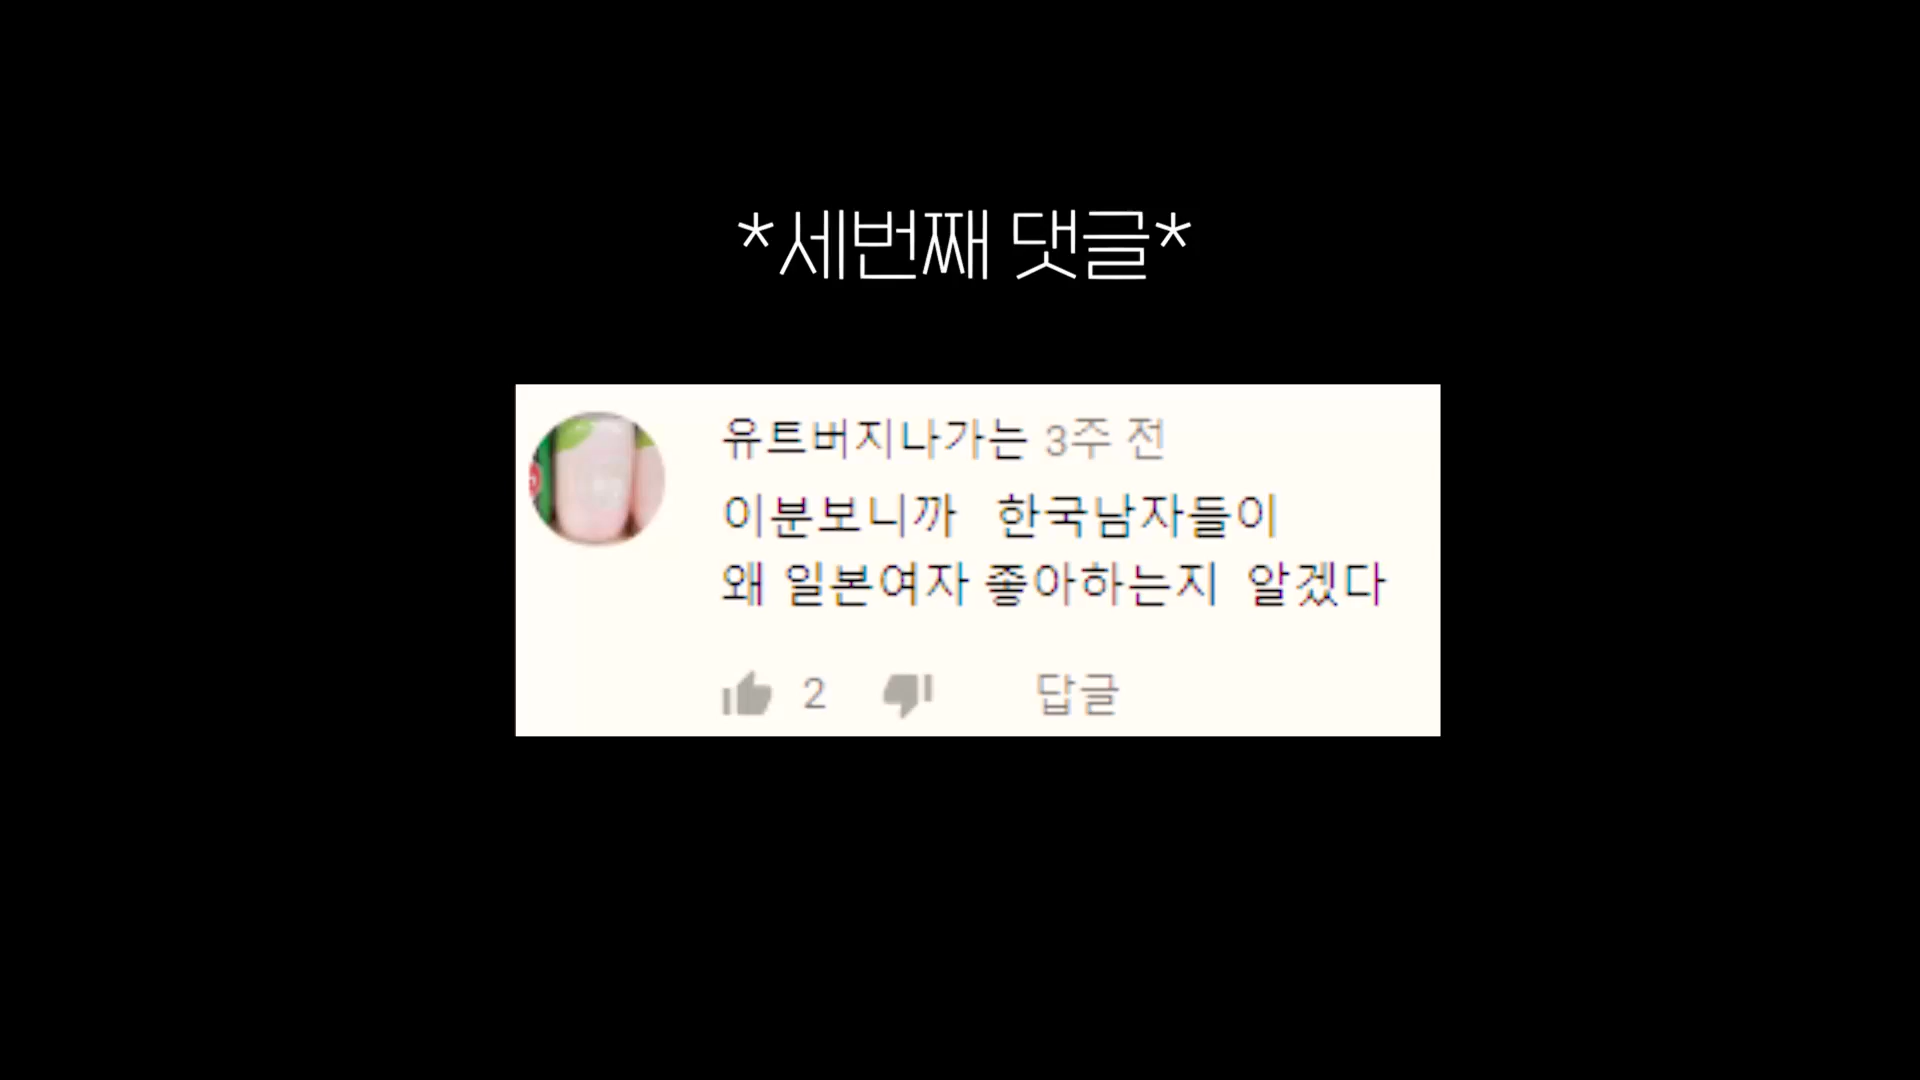 *세번째 댓글*
유트버지나가는 3주 전
이분보니까 한국남자들이
왜 일본여자 좋아하는지 알겠다
2 답글